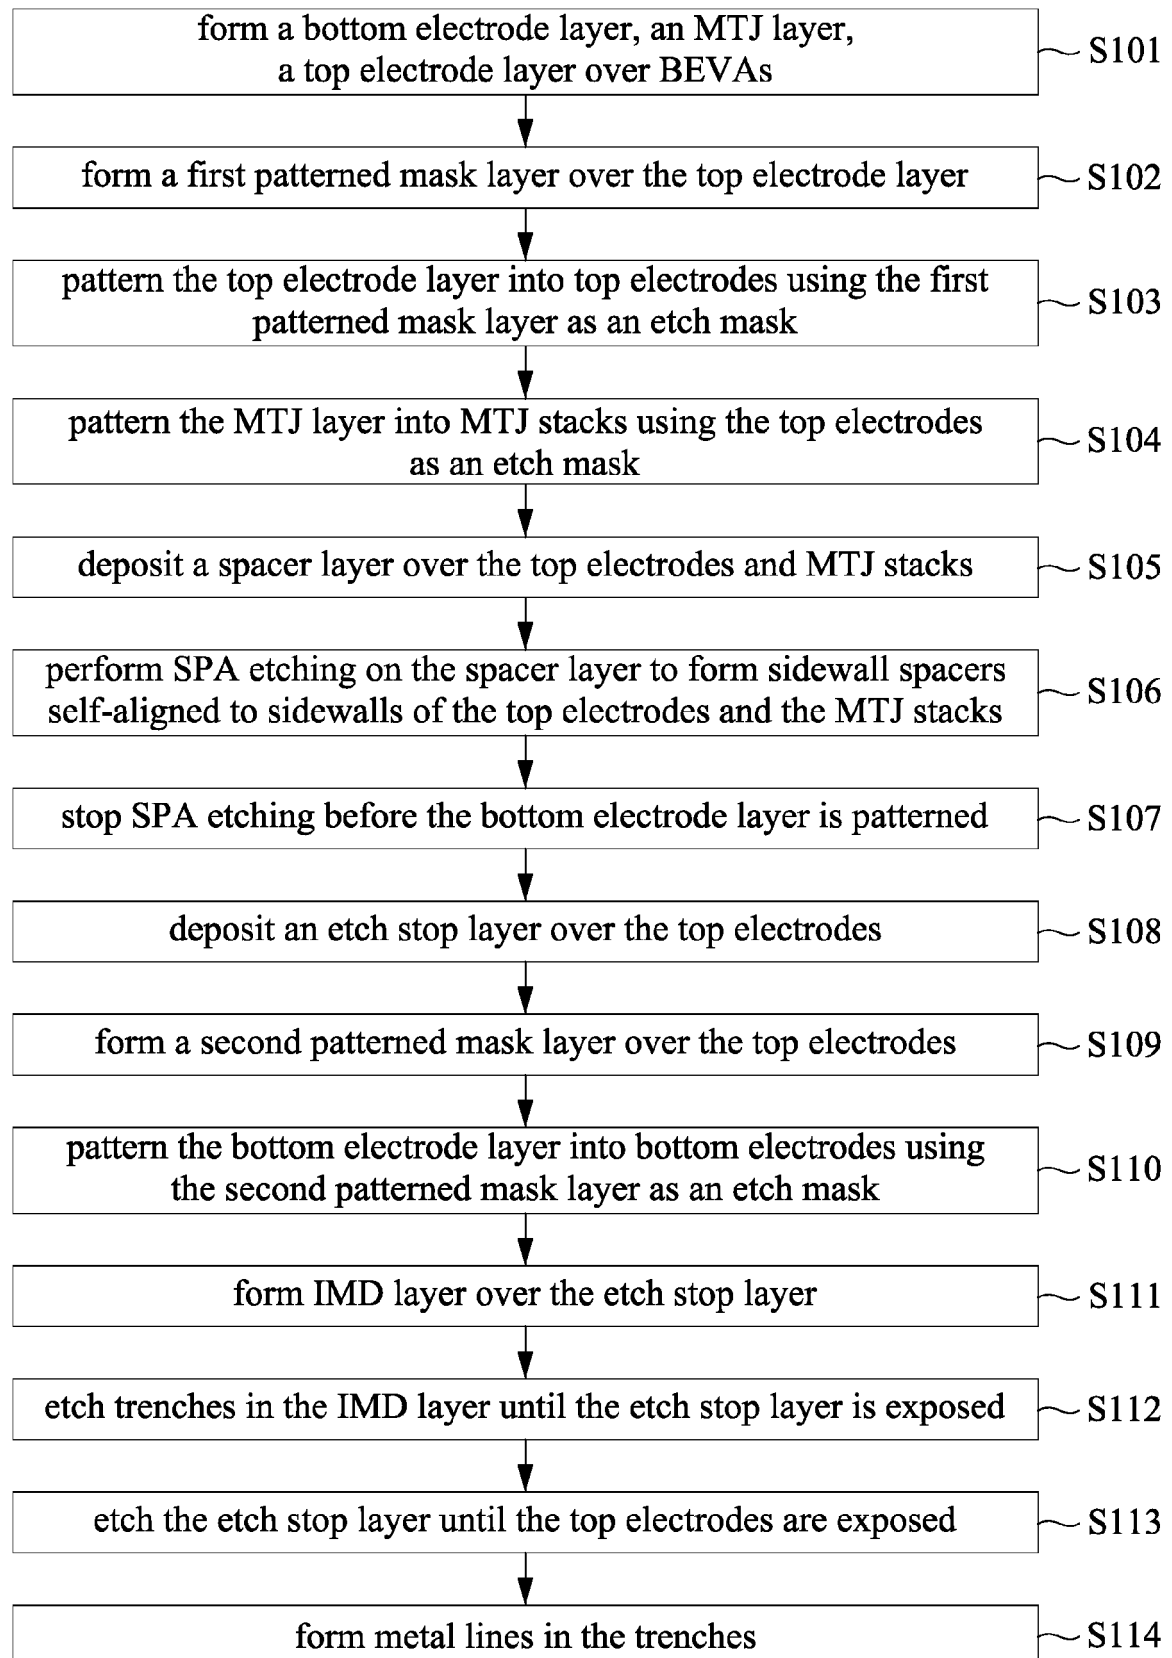 form a bottom electrode layer, an MTJ layer,
a top electrode layer over BEVAs
S101
form a first patterned mask layer over the top electrode layer
S102
pattern the top electrode layer into top electrodes using the first
patterned mask layer as an etch mask
S103
pattern the MTJ layer into MTJ stacks using the top electrodes
as an etch mask
S104
deposit a spacer layer over the top electrodes and MTJ stacks
S105
perform SPA etching on the spacer layer to form sidewall spacers
self-aligned to sidewalls of the top electrodes and the MTJ stacks
S106
stop SPA etching before the bottom electrode layer is patterned
S107
deposit an etch stop layer over the top electrodes
S108
form a second patterned mask layer over the top electrodes
S109
pattern the bottom electrode layer into bottom electrodes using
the second patterned mask layer as an etch mask
S110
form IMD layer over the etch stop layer
S111
etch trenches in the IMD layer until the etch stop layer is exposed
S112
etch the etch stop layer until the top electrodes are exposed
S113
form metal lines in the trenches
S114